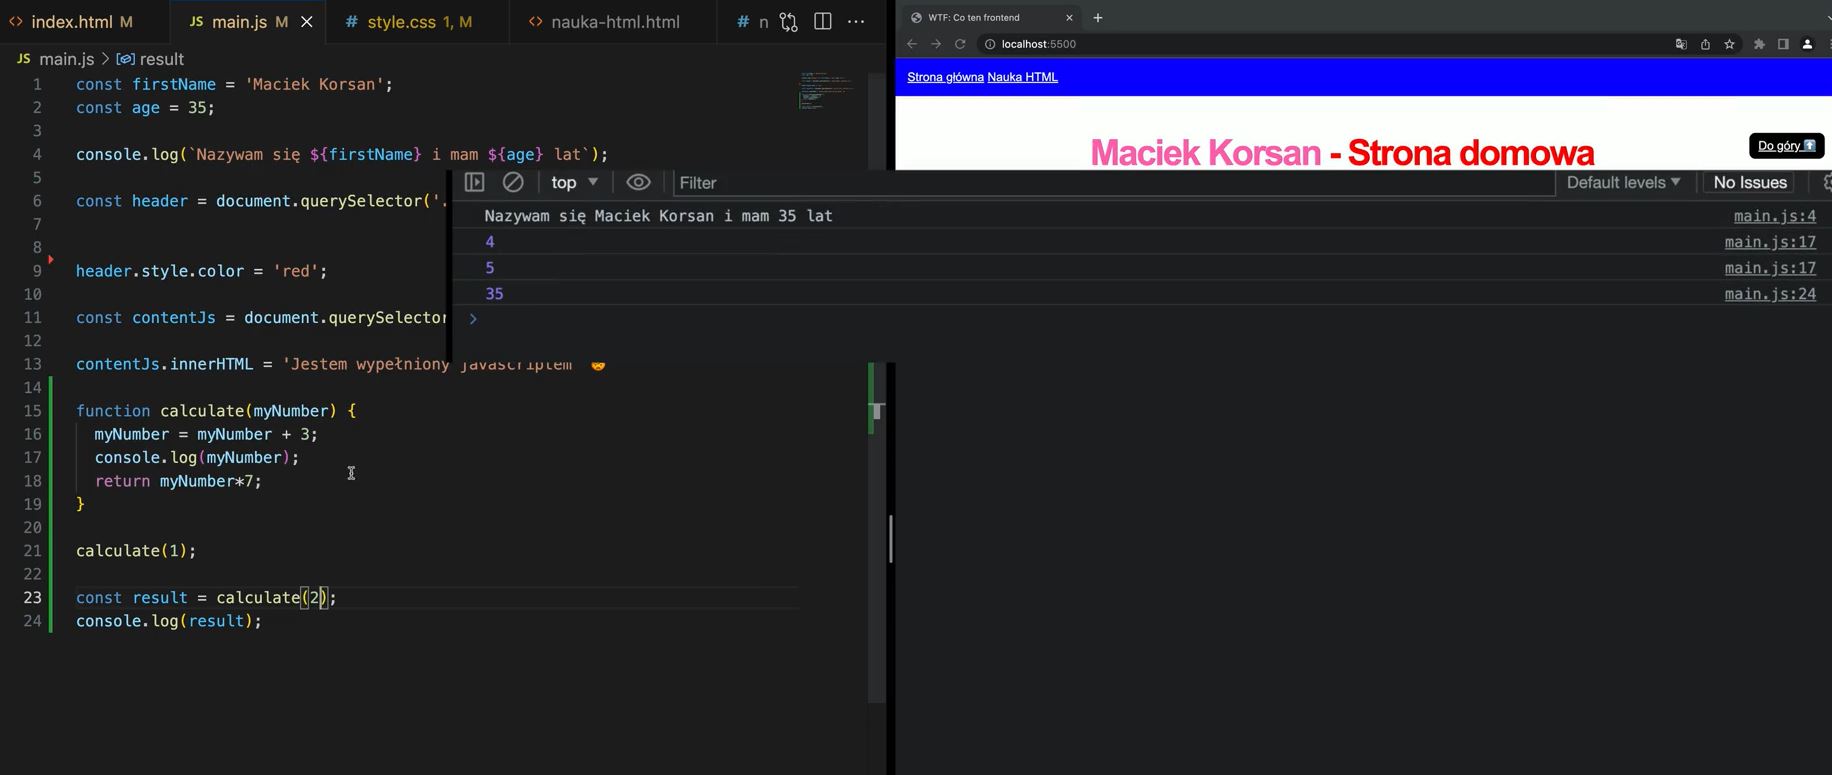 index.html M
JS main.js M
# style.css 1, M
nauka-html.html
# n
JS main.js > result
1 const firstName = 'Maciek Korsan';
2 const age = 35;
3
4 console.log(`Nazywam się ${firstName} i mam ${age} lat`);
5
6 const header = document.querySelector('.
7
8
9 header.style.color = 'red';
10
11 const contentJs = document.querySelector
12
13 contentJs.innerHTML = 'Jestem wypełniony javascriptem 
14
15 function calculate(myNumber) {
16 myNumber = myNumber + 3;
17 console.log(myNumber);
18 return myNumber*7;
19 }
20
21 calculate(1);
22
23 const result = calculate(2);
24 console.log(result);
WTF: Co ten frontend
localhost:5500
Strona główna Nauka HTML
Maciek Korsan - Strona domowa
Do góry ⬆️
top Filter Default levels No Issues
Nazywam się Maciek Korsan i mam 35 lat main.js:4
4 main.js:17
5 main.js:17
35 main.js:24
>